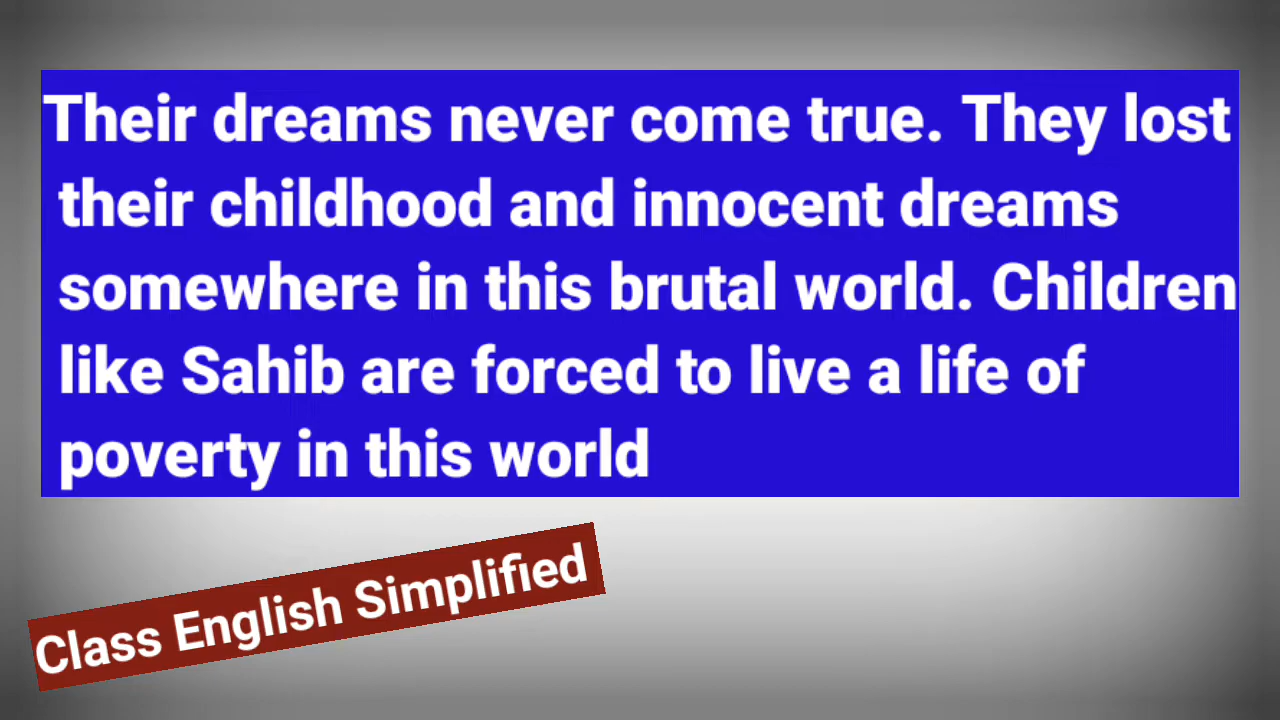 Their dreams never come true. They lost
their childhood and innocent dreams
somewhere in this brutal world. Children
like Sahib are forced to live a life of
poverty in this world
Class English Simplified